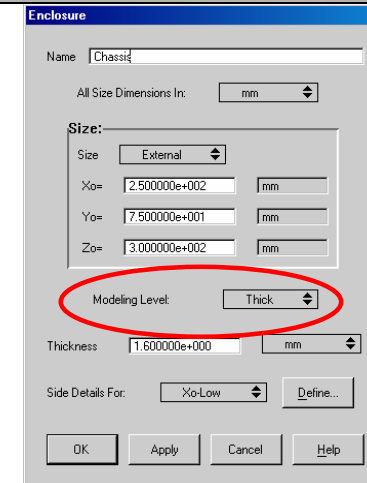 Enclosure
Name Chassis
All Size Dimensions In: mm
Size:
Size External
Xo= 2.500000e+002 mm
Yo= 7.500000e+001 mm
Zo= 3.000000e+002 mm
Modeling Level: Thick
Thickness 1.600000e+000 mm
Side Details For: Xo-Low Define...
OK Apply Cancel Help